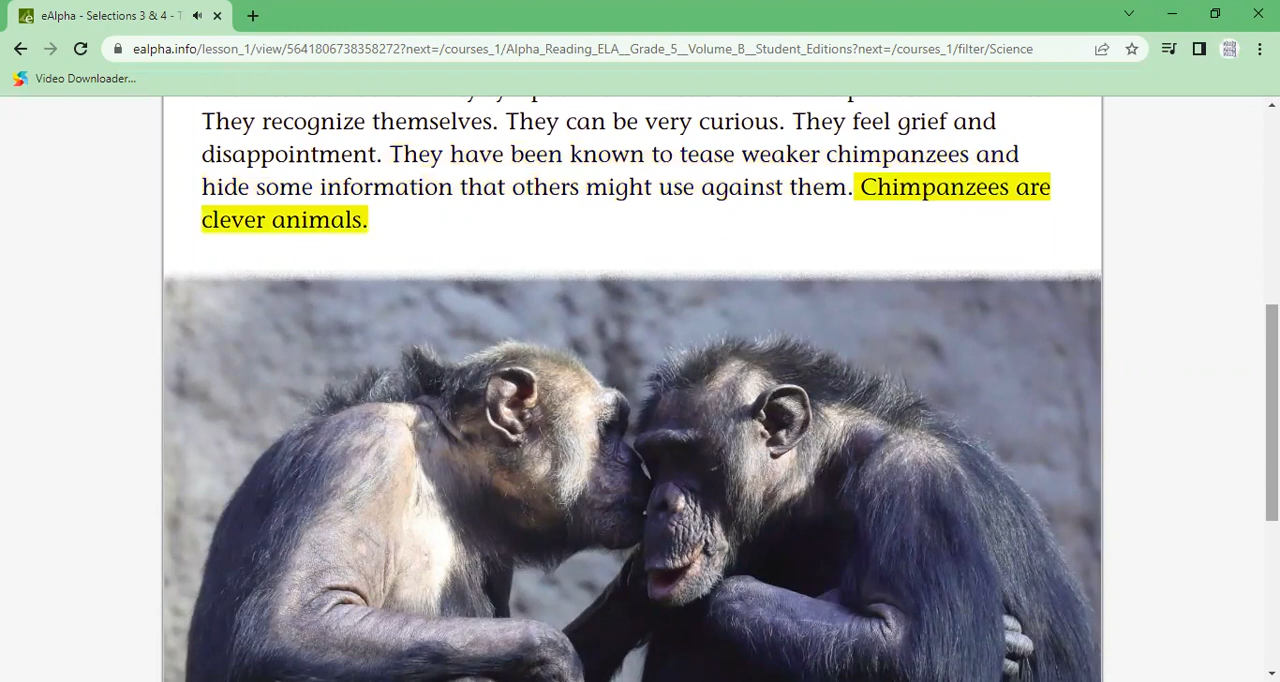 eAlpha - Selections 3 & 4 - T
ealpha.info/lesson_1/view/5641806738358272?next=/courses_1/Alpha_Reading_ELA__Grade_5__Volume_B__Student_Editions?next=/courses_1/filter/Science
Video Downloader...
They recognize themselves. They can be very curious. They feel grief and
disappointment. They have been known to tease weaker chimpanzees and
hide some information that others might use against them. Chimpanzees are
clever animals.